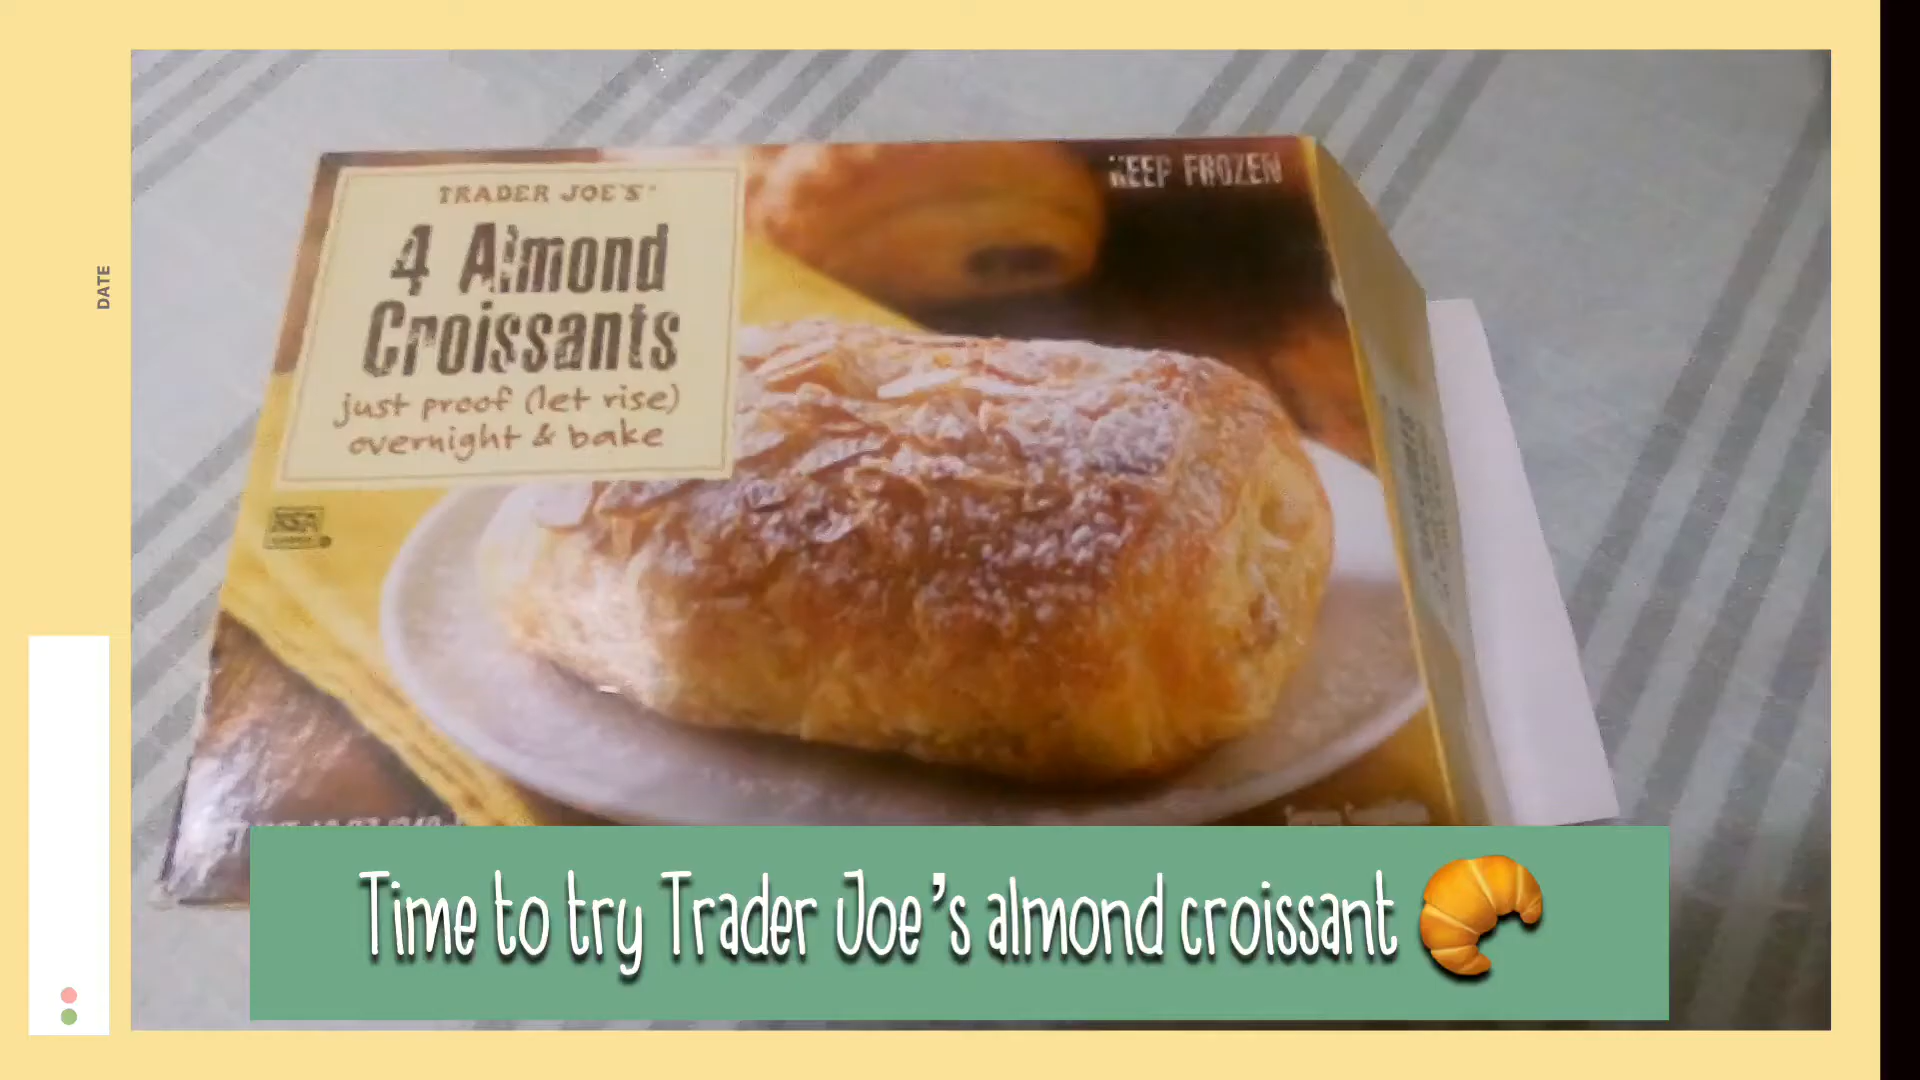 DATE
TRADER JOE'S
KEEP FROZEN
4 Almond
Croissants
just proof (let rise)
overnight & bake
Time to try Trader Joe's almond croissant